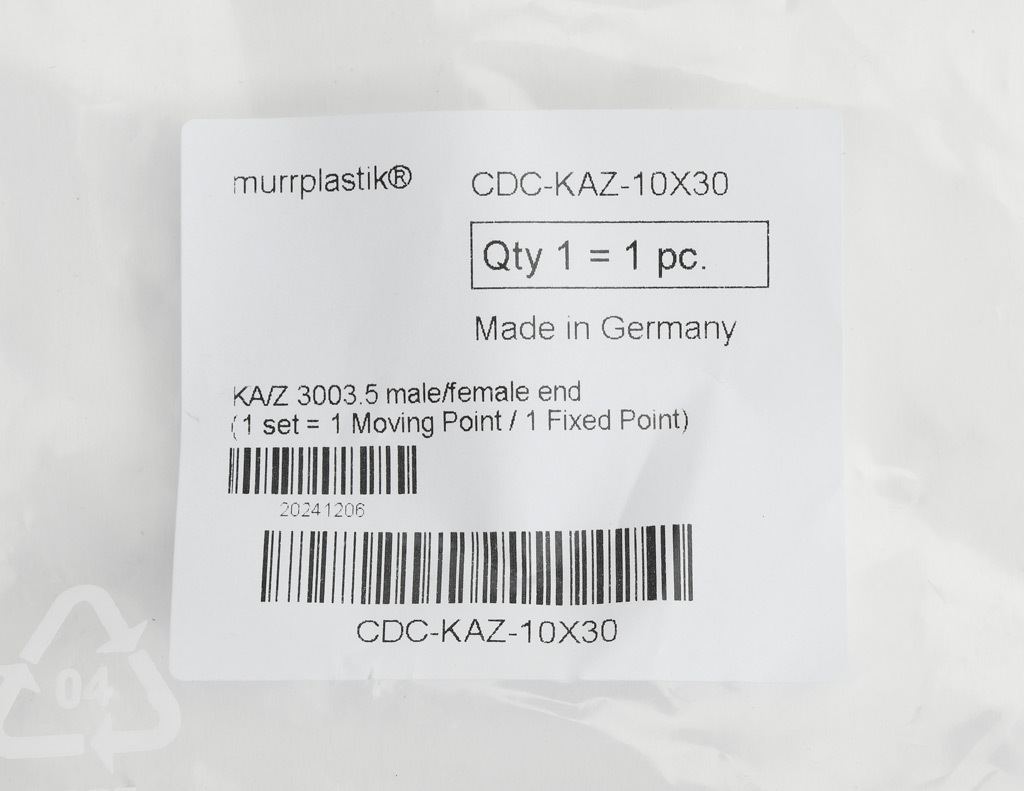 murrplastik®
CDC-KAZ-10X30
Qty 1 = 1 pc.
Made in Germany
KA/Z 3003.5 male/female end
(1 set = 1 Moving Point / 1 Fixed Point)
20241206
CDC-KAZ-10X30
04